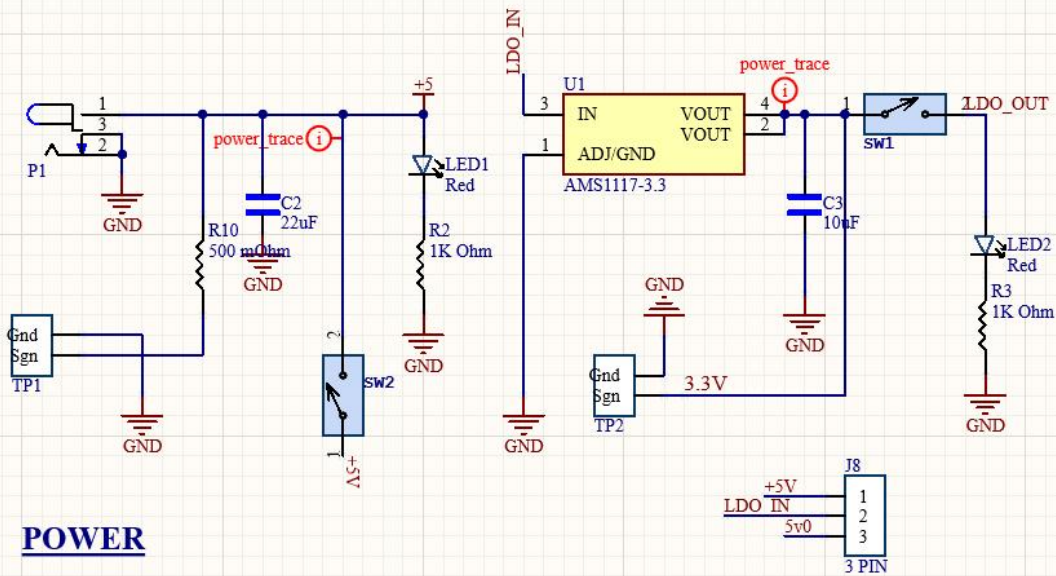 LDO_IN
power_trace
+5
U1
1
3
IN
VOUT
4
1
2
LDO_OUT
VOUT
2
sw1
3
2
power_trace
i
i
1
ADJ/GND
P1
LED1
Red
AMS1117-3.3
GND
C2
22uF
C3
10uF
R10
500 mOhm
R2
1K Ohm
LED2
Red
GND
GND
R3
1K Ohm
Gnd
Sgn
TP1
2
sw2
GND
GND
Gnd
Sgn
TP2
3.3V
GND
GND
GND
1
+5V
J8
+5V
1
LDO_IN
2
5v0
3
3 PIN
POWER